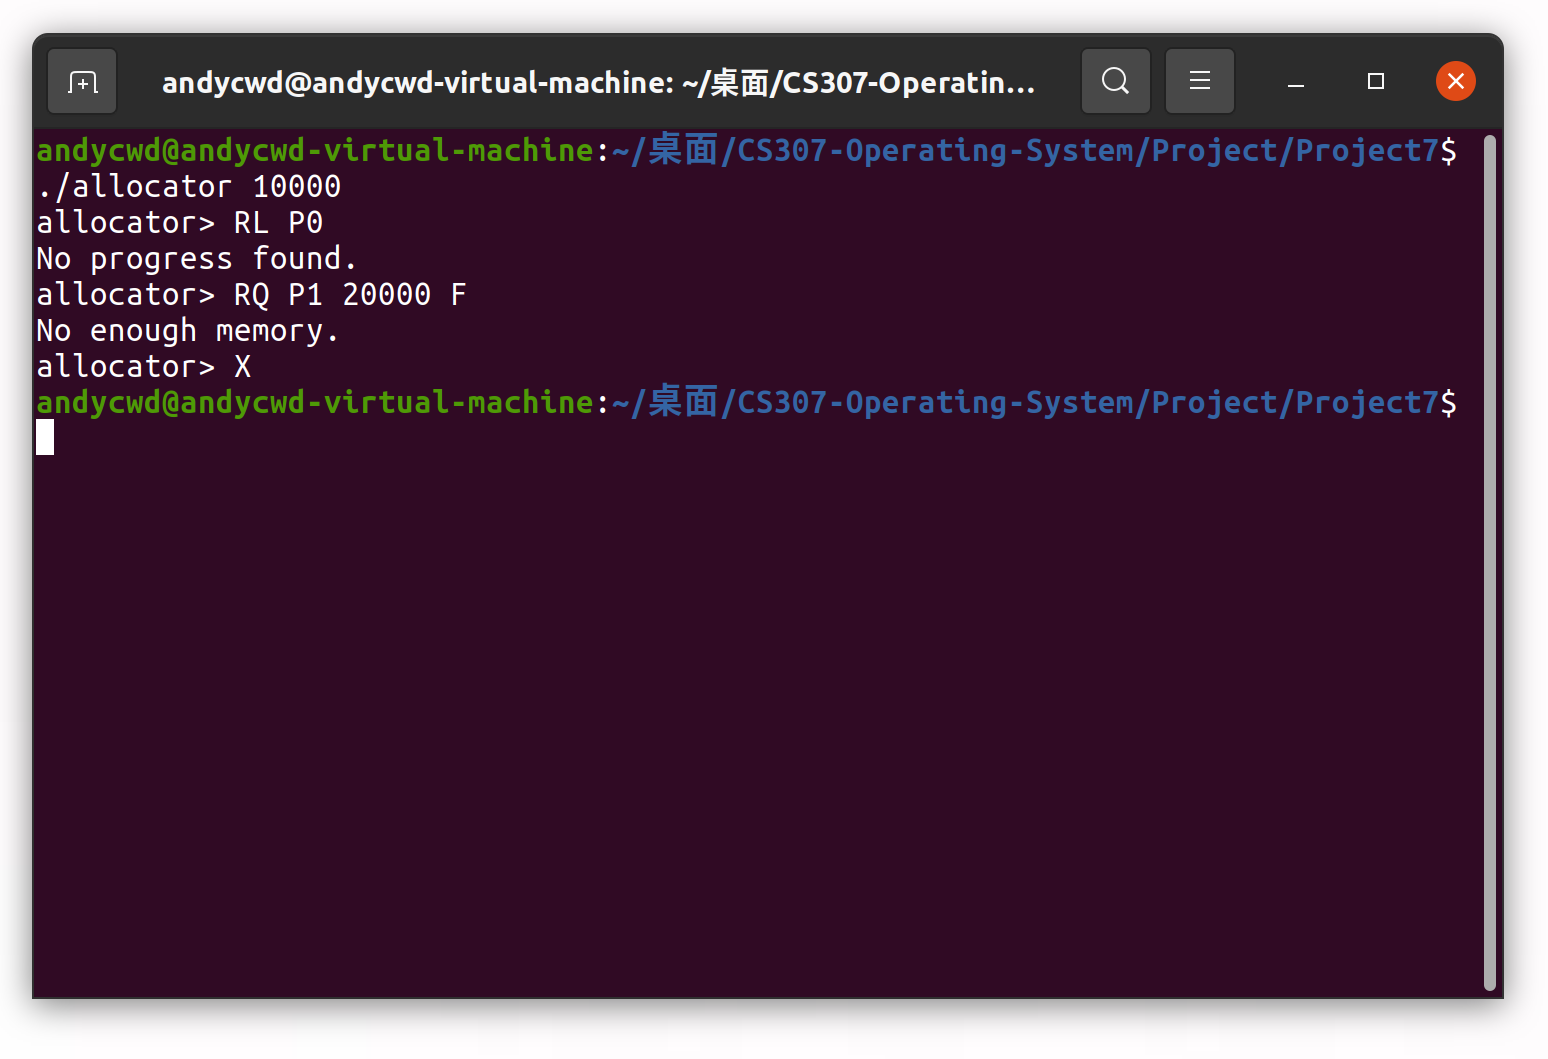 andycwd@andycwd-virtual-machine: ~/桌面/CS307-Operatin...
andycwd@andycwd-virtual-machine:~/桌面/CS307-Operating-System/Project/Project7$
./allocator 10000
allocator> RL P0
No progress found.
allocator> RQ P1 20000 F
No enough memory.
allocator> X
andycwd@andycwd-virtual-machine:~/桌面/CS307-Operating-System/Project/Project7$